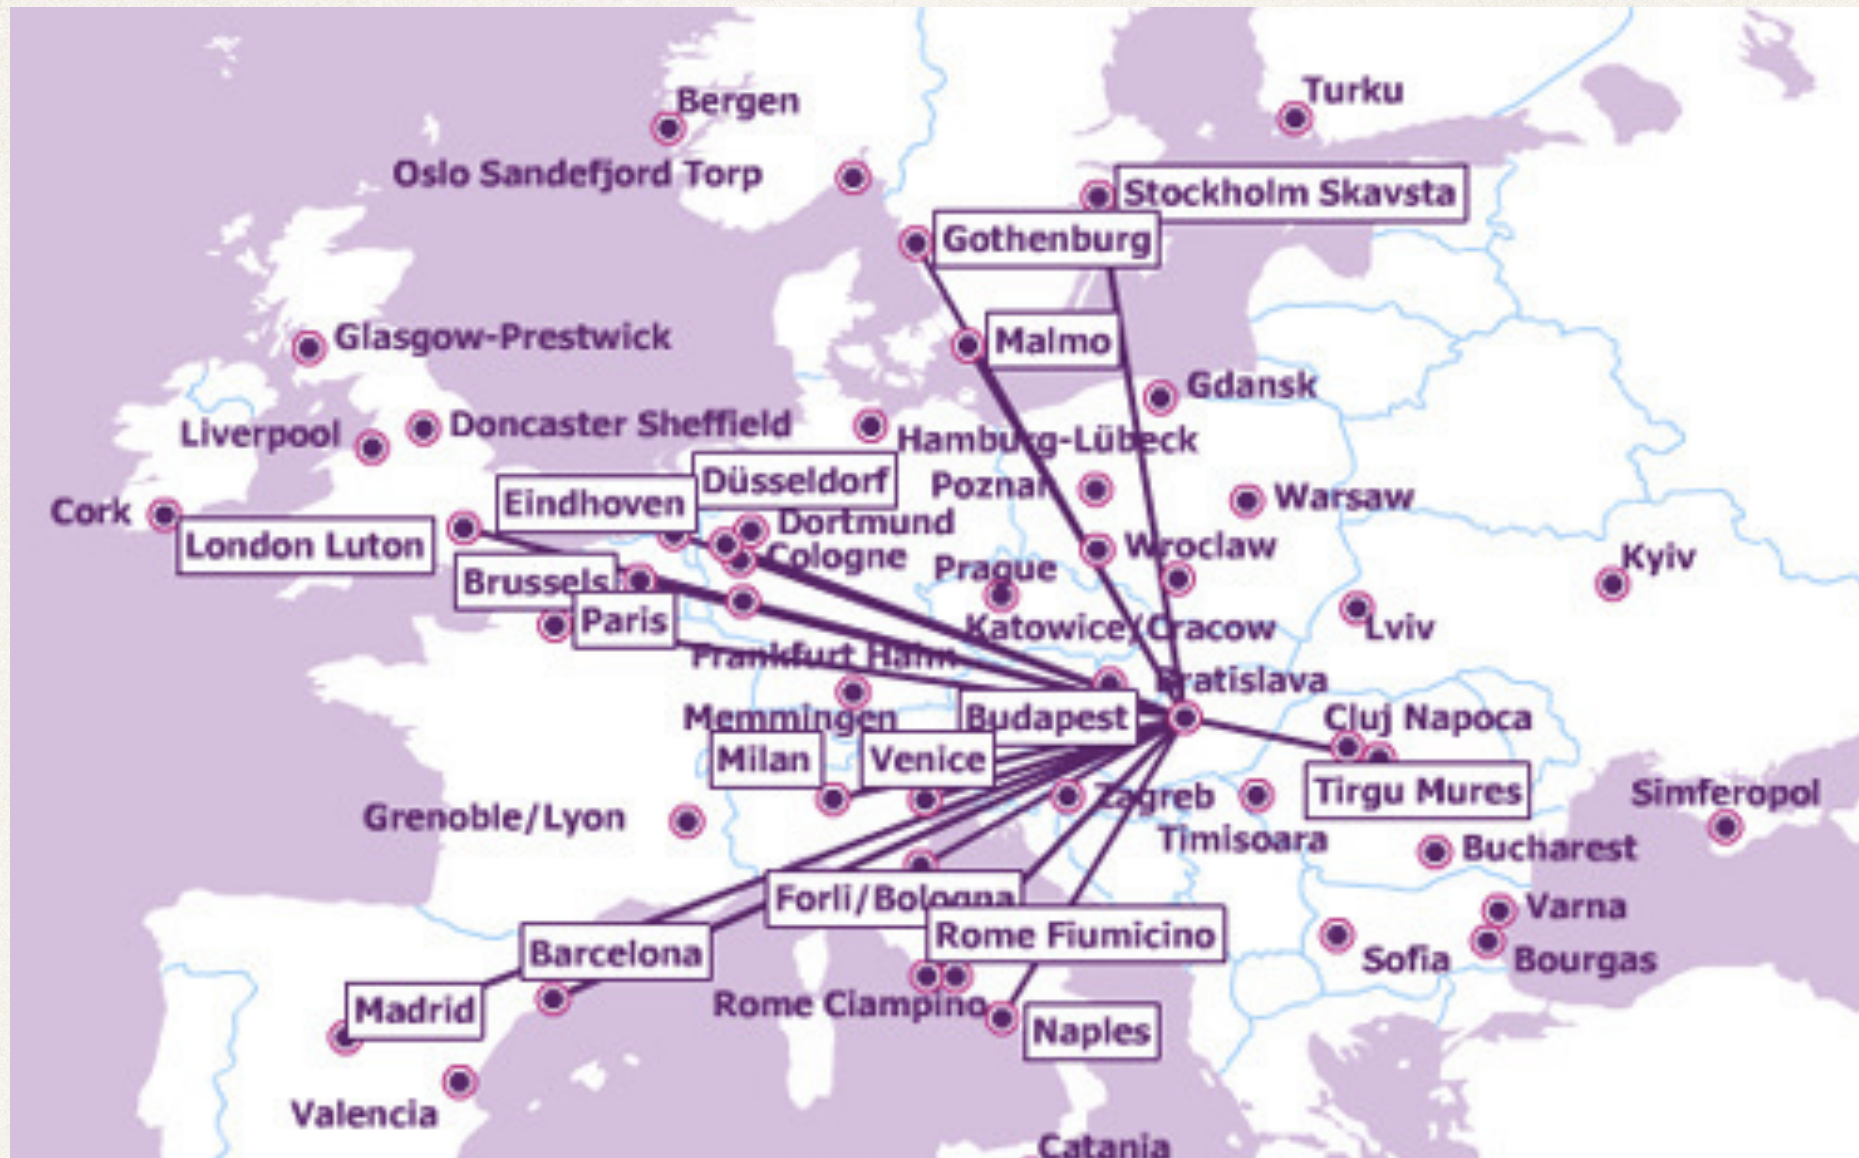 Bergen
Turku
Oslo Sandefjord Torp
Stockholm Skavsta
Gothenburg
Glasgow-Prestwick
Malmo
Gdansk
Liverpool
Doncaster Sheffield
Hamburg-Lübeck
Düsseldorf
Poznan
Warsaw
Eindhoven
Cork
Dortmund
London Luton
Wroclaw
Cologne
Prague
Kyiv
Brussels
Paris
Katowice/Cracow
Lviv
Frankfurt Hahn
Bratislava
Memmingen
Budapest
Cluj Napoca
Milan
Venice
Zagreb
Tirgu Mures
Simferopol
Grenoble/Lyon
Timisoara
Bucharest
Forli/Bologna
Varna
Rome Fiumicino
Barcelona
Sofia
Bourgas
Madrid
Rome Ciampino
Naples
Valencia
Catania